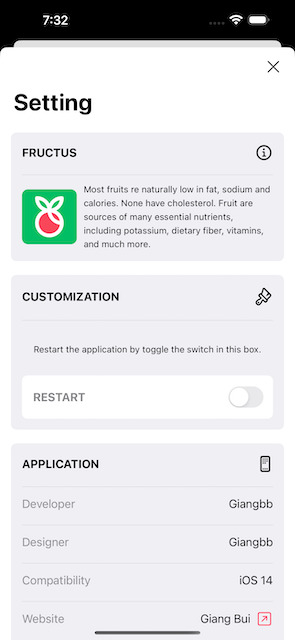 7:32
Setting
FRUCTUS
Most fruits re naturally low in fat, sodium and
calories. None have cholesterol. Fruit are
sources of many essential nutrients,
including potassium, dietary fiber, vitamins,
and much more.
CUSTOMIZATION
Restart the application by toggle the switch in this box.
RESTART
APPLICATION
Developer Giangbb
Designer Giangbb
Compatibility iOS 14
Website Giang Bui